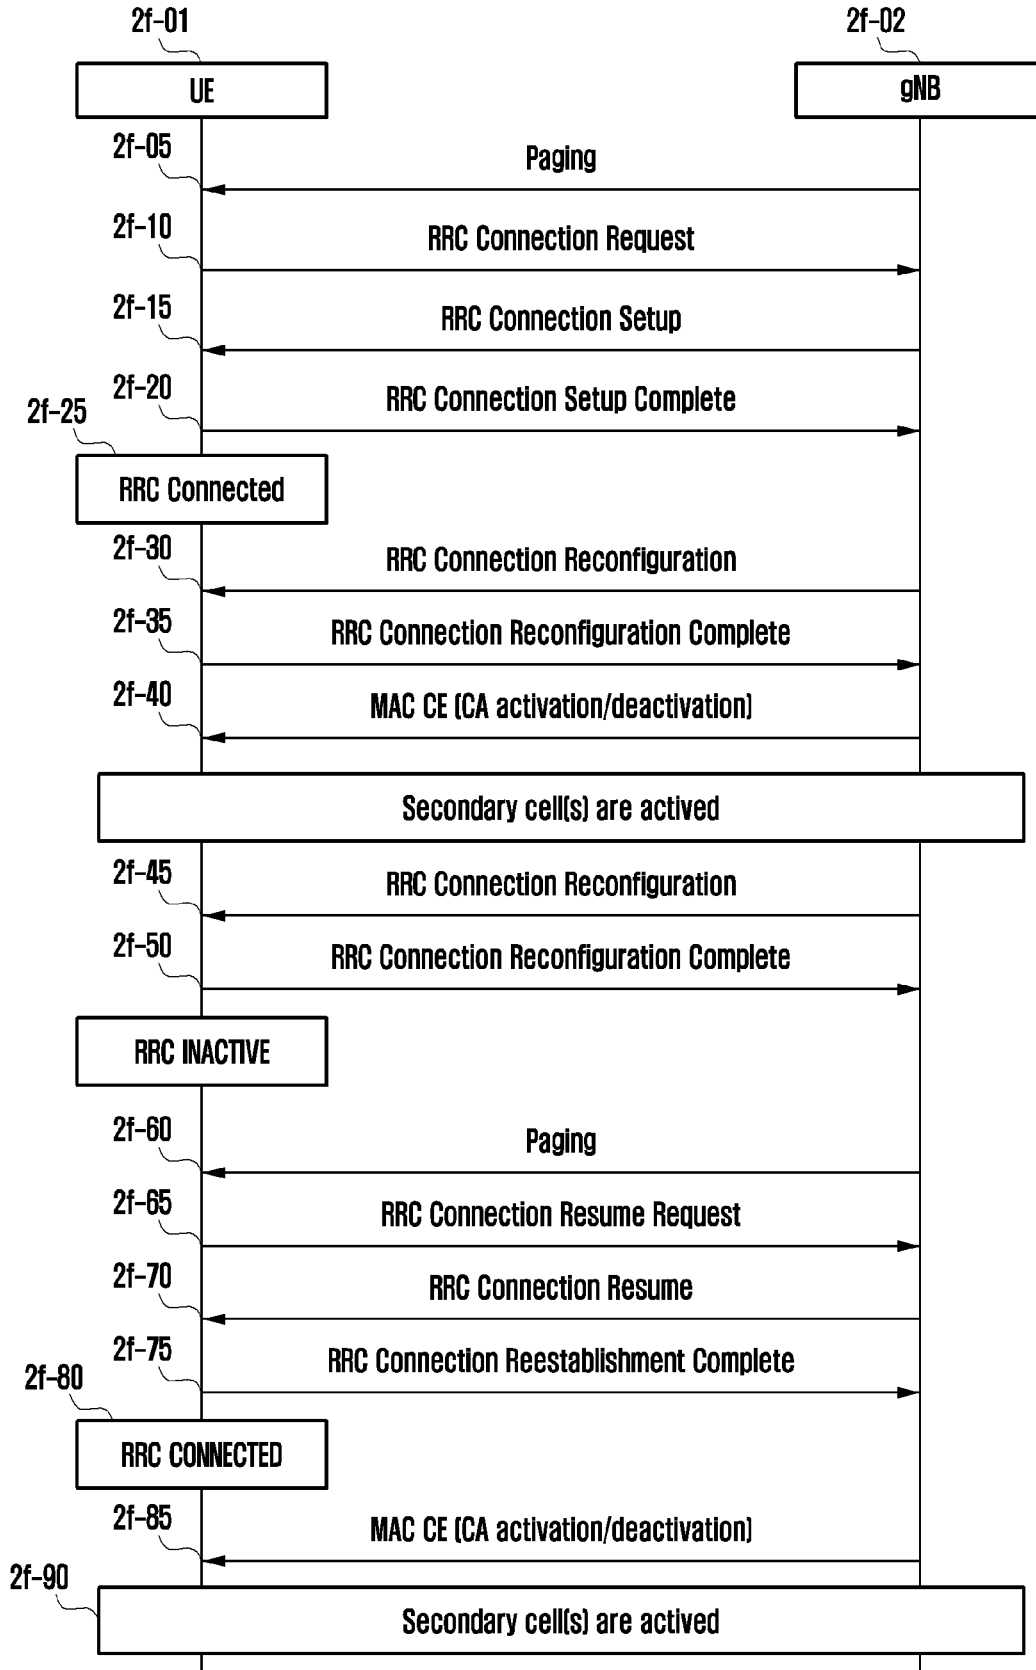 2f-01
2f-02
UE
gNB
2f-05
Paging
2f-10
RRC Connection Request
2f-15
RRC Connection Setup
2f-20
RRC Connection Setup Complete
2f-25
RRC Connected
2f-30
RRC Connection Reconfiguration
2f-35
RRC Connection Reconfiguration Complete
2f-40
MAC CE (CA activation/deactivation)
Secondary cell(s) are actived
2f-45
RRC Connection Reconfiguration
2f-50
RRC Connection Reconfiguration Complete
RRC INACTIVE
2f-60
Paging
2f-65
RRC Connection Resume Request
2f-70
RRC Connection Resume
2f-75
RRC Connection Reestablishment Complete
2f-80
RRC CONNECTED
2f-85
MAC CE (CA activation/deactivation)
2f-90
Secondary cell(s) are actived